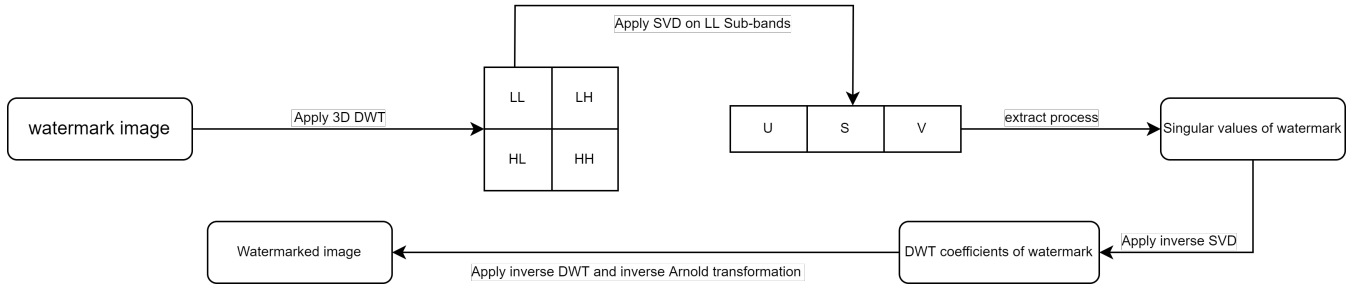 Apply SVD on LL Sub-bands
watermark image
Apply 3D DWT
LL
LH
HL
HH
U
S
V
extract process
Singular values of watermark
Apply inverse SVD
DWT coefficients of watermark
Apply inverse DWT and inverse Arnold transformation
Watermarked image